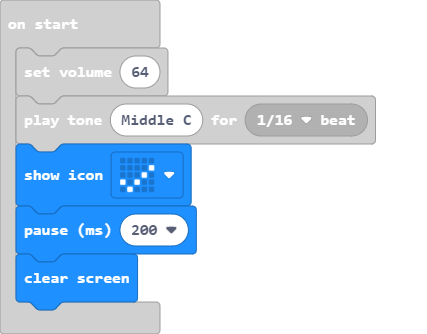 on start
set volume 64
play tone Middle C for 1/16 beat
show icon
pause (ms) 200
clear screen